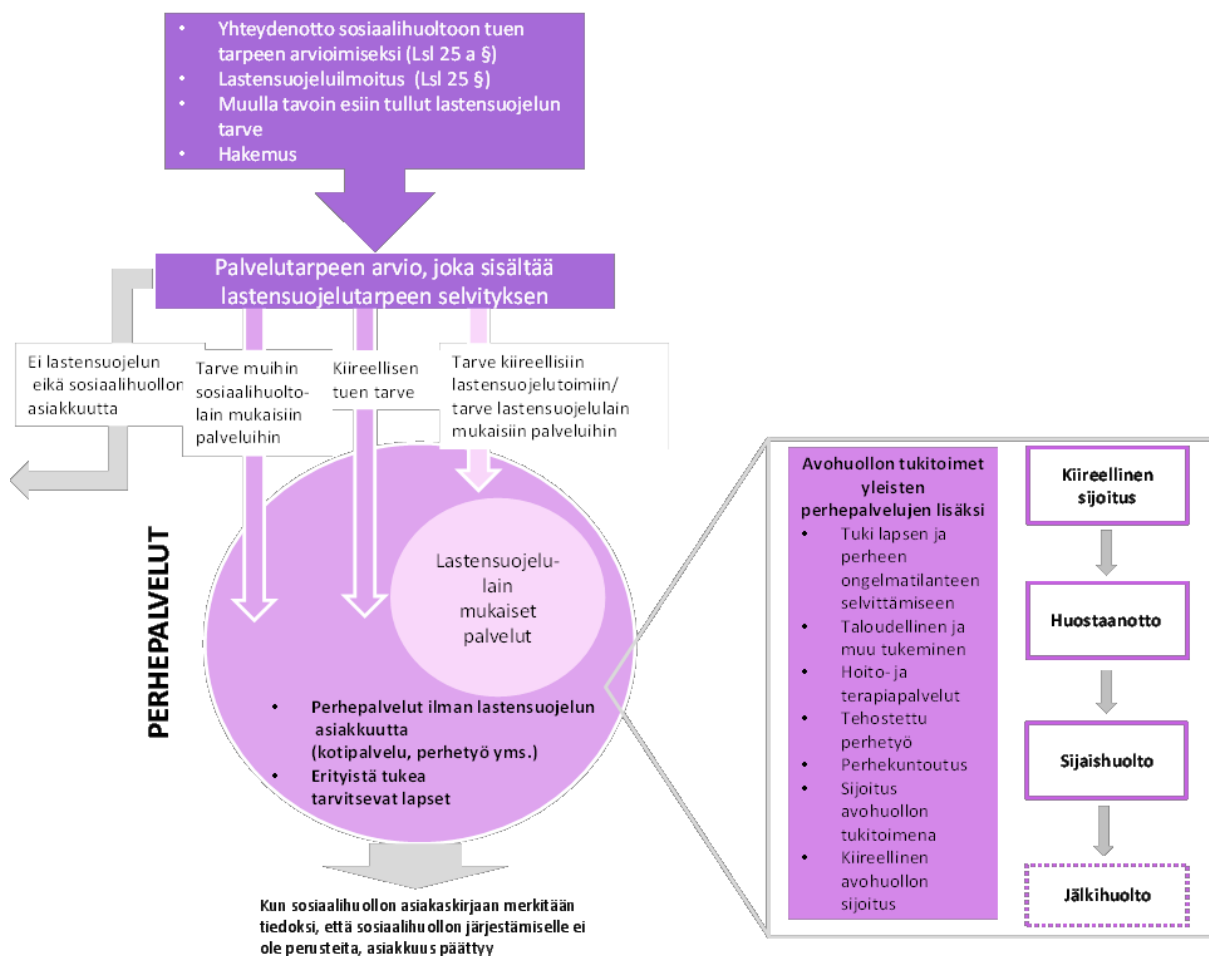 • Yhteydenotto sosiaalihuoltoon tuen
tarpeen arvioimiseksi (Lsl 25 a §)
• Lastensuojeluilmoitus (Lsl 25 §)
• Muulla tavoin esiin tullut lastensuojelun
tarve
• Hakemus
Palvelutarpeen arvio, joka sisältää
lastensuojelutarpeen selvityksen
Ei lastensuojelun
eikä sosiaalihuollon
asiakkuutta
Tarve muihin
sosiaalihuolto-
lain mukaisiin
palveluihin
Kiireellisen
tuen tarve
Tarve kiireellisiin
lastensuojelutoimiin/
tarve lastensuojelulain
mukaisiin palveluihin
PERHEPALVELUT
Lastensuojelu-
lain
mukaiset
palvelut
• Perhepalvelut ilman lastensuojelun
asiakkuutta
(kotipalvelu, perhetyö yms.)
• Erityistä tukea
tarvitsevat lapset
Kun sosiaalihuollon asiakaskirjaan merkitään
tiedoksi, että sosiaalihuollon järjestämiselle ei
ole perusteita, asiakkuus päättyy
Avohuollon tukitoimet
yleisten
perhepalvelujen lisäksi
• Tuki lapsen ja
perheen
ongelmatilanteen
selvittämiseen
• Taloudellinen ja
muu tukeminen
• Hoito- ja
terapiapalvelut
• Tehostettu
perhetyö
• Perhekuntoutus
• Sijoitus
avohuollon
tukitoimena
• Kiireellinen
avohuollon
sijoitus
Kiireellinen
sijoitus
Huostaanotto
Sijaishuolto
Jälkihuolto